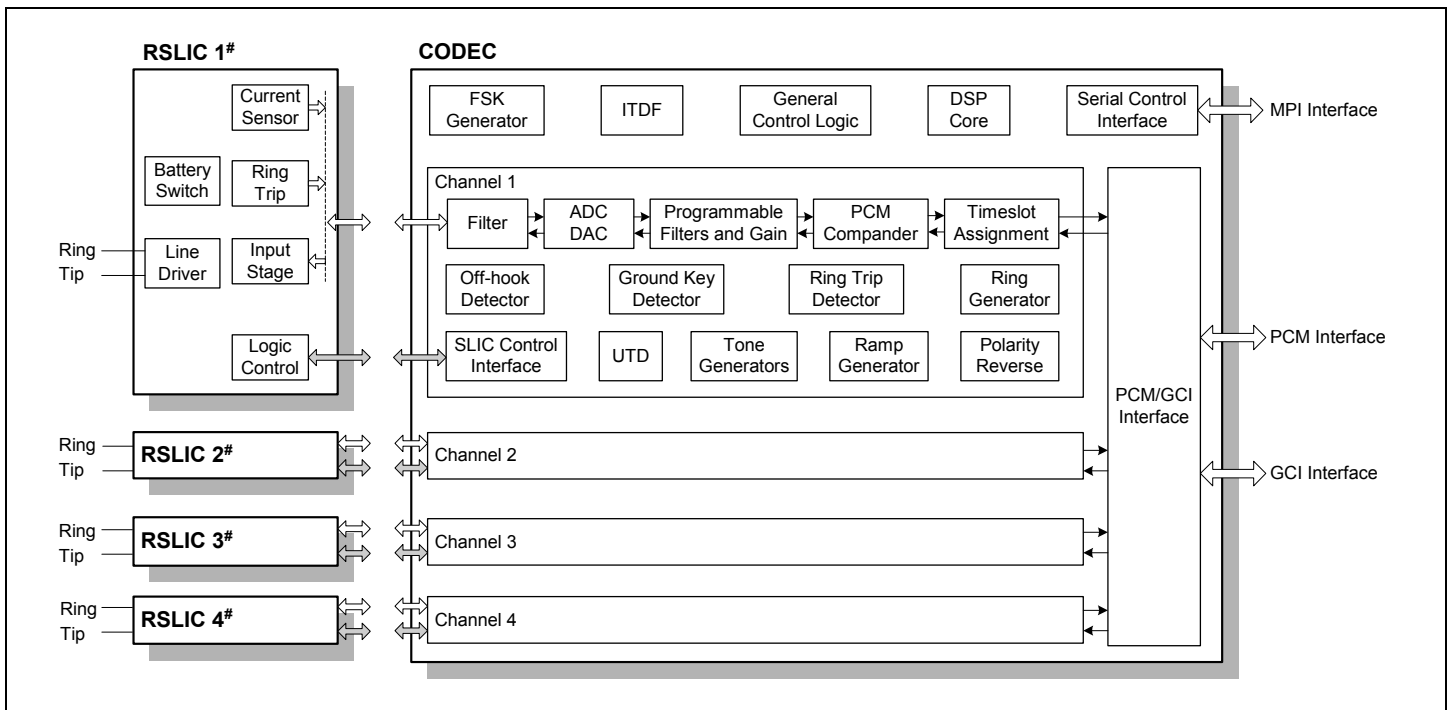 RSLIC 1#
Current
Sensor
Battery
Switch
Ring
Trip
Ring
Tip
Line
Driver
Input
Stage
Logic
Control
CODEC
FSK
Generator
ITDF
General
Control Logic
DSP
Core
Serial Control
Interface
MPI Interface
Channel 1
Filter
ADC
DAC
Programmable
Filters and Gain
PCM
Compander
Timeslot
Assignment
Off-hook
Detector
Ground Key
Detector
Ring Trip
Detector
Ring
Generator
SLIC Control
Interface
UTD
Tone
Generators
Ramp
Generator
Polarity
Reverse
PCM/GCI
Interface
PCM Interface
GCI Interface
Ring
Tip
RSLIC 2#
Channel 2
Ring
Tip
RSLIC 3#
Channel 3
Ring
Tip
RSLIC 4#
Channel 4